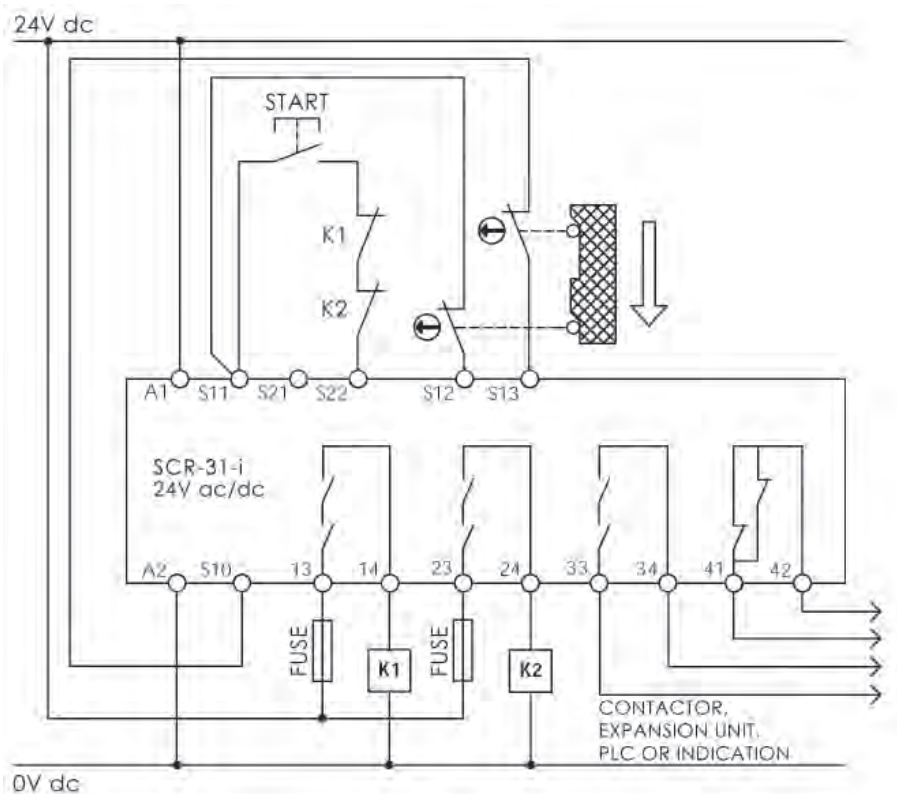 24V dc
START
K1
K2
A1 S11 S21 S22 S12 S13
SCR-31-i
24V ac/dc
A2 S10 13 14 23 24 33 34 41 42
FUSE K1 FUSE K2
CONTACTOR,
EXPANSION UNIT,
PLC OR INDICATION
0V dc